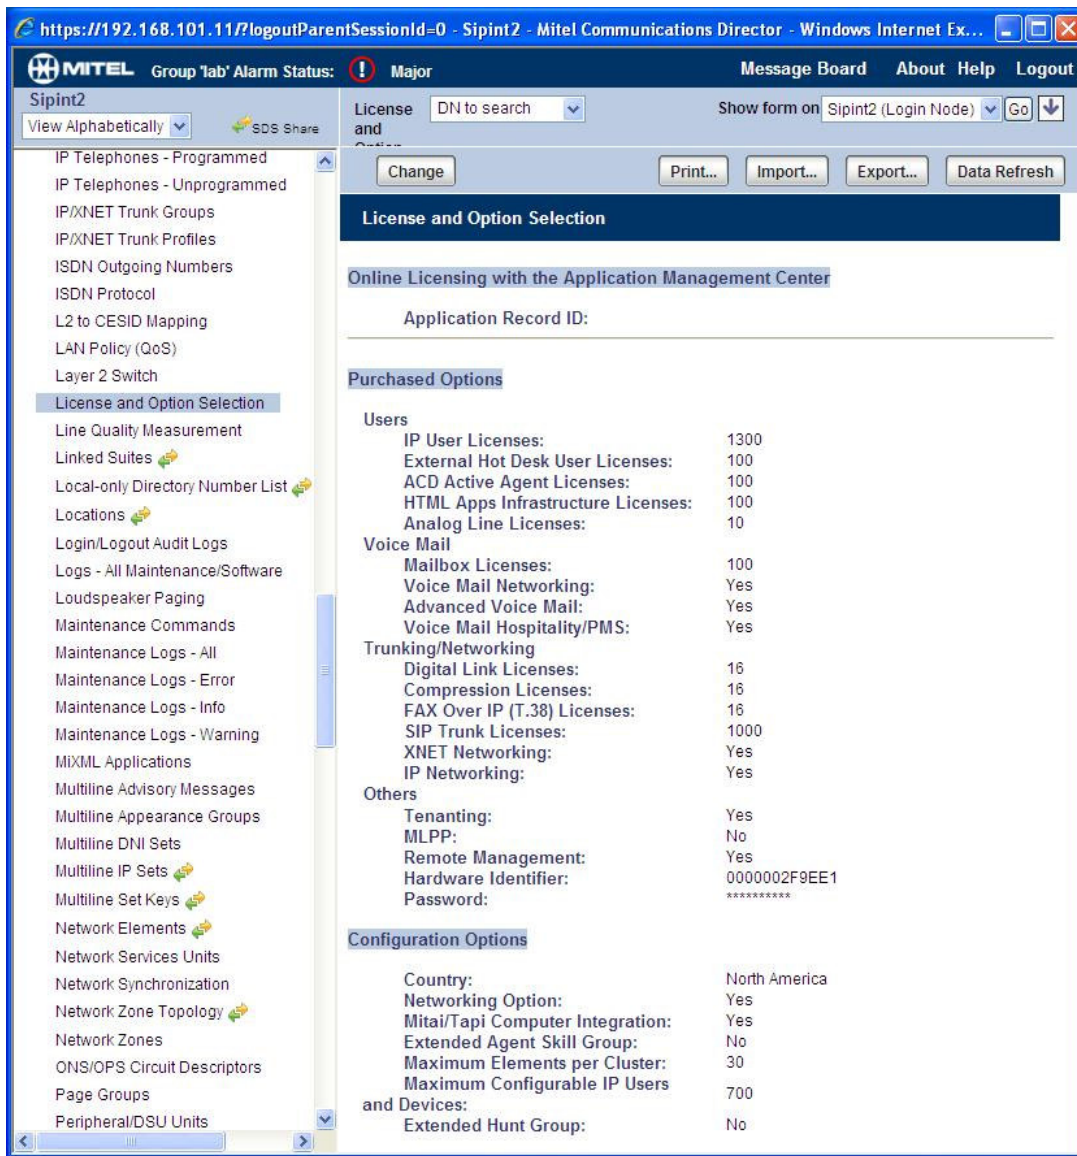 https://192.168.101.11/?logoutParentSessionId=0 - Sipint2 - Mitel Communications Director - Windows Internet Ex...
MITEL Group 'lab' Alarm Status: ! Major Message Board About Help Logout
Sipint2
View Alphabetically SDS Share
License and Option DN to search Show form on Sipint2 (Login Node) Go
Change Print... Import... Export... Data Refresh
IP Telephones - Programmed
IP Telephones - Unprogrammed
IP/XNET Trunk Groups
IP/XNET Trunk Profiles
ISDN Outgoing Numbers
ISDN Protocol
L2 to CESID Mapping
LAN Policy (QoS)
Layer 2 Switch
License and Option Selection
Line Quality Measurement
Linked Suites
Local-only Directory Number List
Locations
Login/Logout Audit Logs
Logs - All Maintenance/Software
Loudspeaker Paging
Maintenance Commands
Maintenance Logs - All
Maintenance Logs - Error
Maintenance Logs - Info
Maintenance Logs - Warning
MiXML Applications
Multiline Advisory Messages
Multiline Appearance Groups
Multiline DNI Sets
Multiline IP Sets
Multiline Set Keys
Network Elements
Network Services Units
Network Synchronization
Network Zone Topology
Network Zones
ONS/OPS Circuit Descriptors
Page Groups
Peripheral/DSU Units
License and Option Selection
Online Licensing with the Application Management Center
Application Record ID:
Purchased Options
Users
IP User Licenses: 1300
External Hot Desk User Licenses: 100
ACD Active Agent Licenses: 100
HTML Apps Infrastructure Licenses: 100
Analog Line Licenses: 10
Voice Mail
Mailbox Licenses: 100
Voice Mail Networking: Yes
Advanced Voice Mail: Yes
Voice Mail Hospitality/PMS: Yes
Trunking/Networking
Digital Link Licenses: 16
Compression Licenses: 16
FAX Over IP (T.38) Licenses: 16
SIP Trunk Licenses: 1000
XNET Networking: Yes
IP Networking: Yes
Others
Tenanting: Yes
MLPP: No
Remote Management: Yes
Hardware Identifier: 0000002F9EE1
Password: **********
Configuration Options
Country: North America
Networking Option: Yes
Mitai/Tapi Computer Integration: Yes
Extended Agent Skill Group: No
Maximum Elements per Cluster: 30
Maximum Configurable IP Users
and Devices: 700
Extended Hunt Group: No